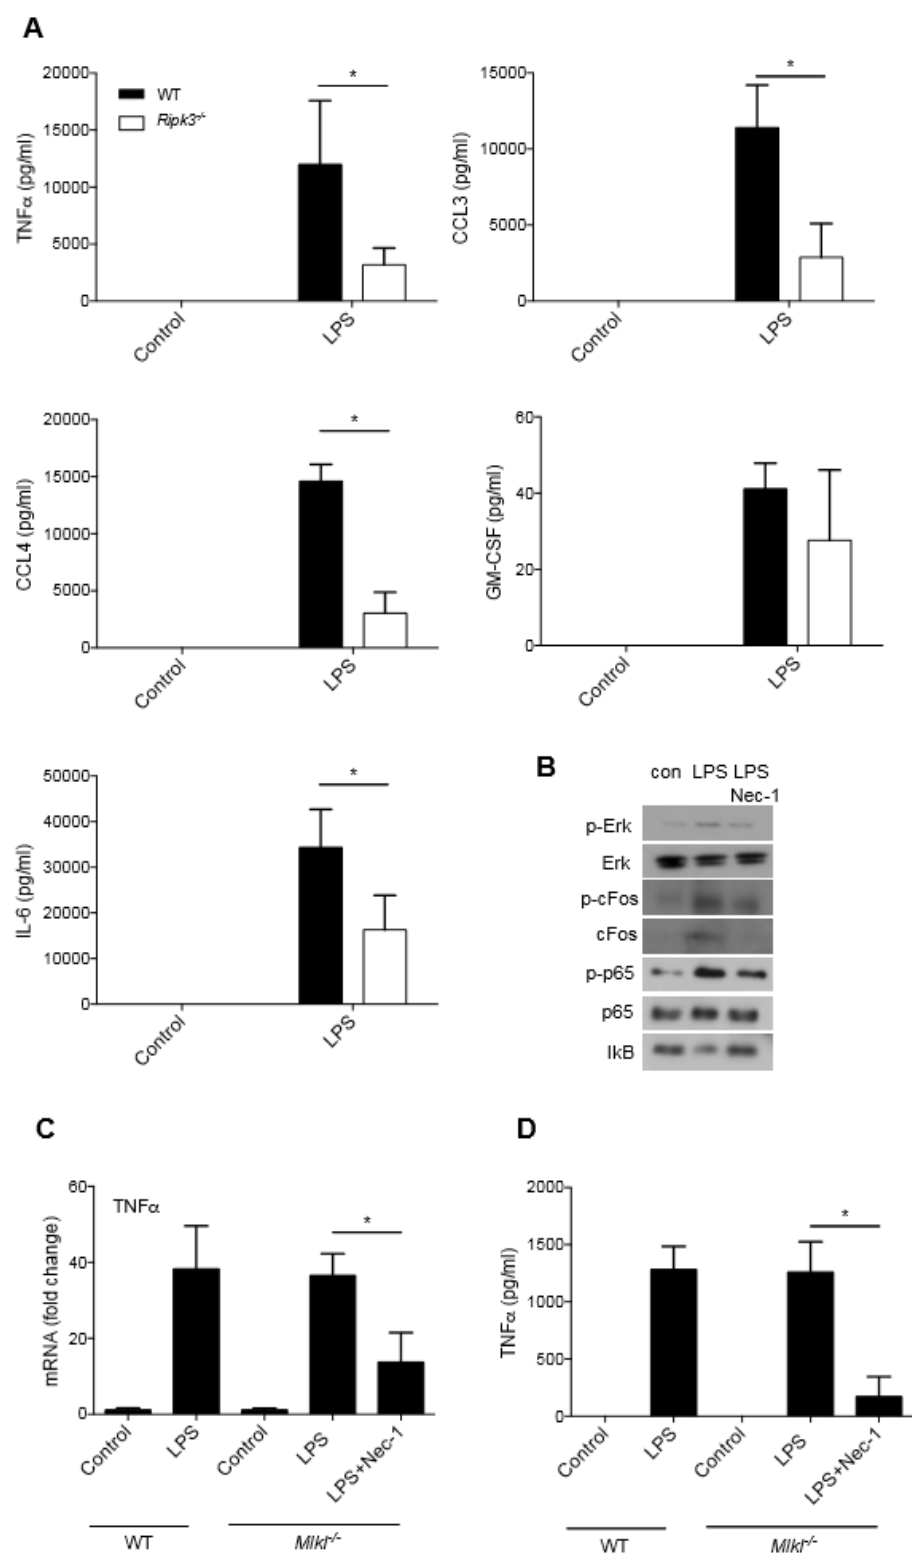 A
20000
15000
10000
5000
0
TNFα (pg/ml)
WT
Ripk3-/-
*
Control
LPS
15000
10000
5000
0
CCL3 (pg/ml)
*
Control
LPS
20000
15000
10000
5000
0
CCL4 (pg/ml)
*
Control
LPS
60
40
20
0
GM-CSF (pg/ml)
Control
LPS
50000
40000
30000
20000
10000
0
IL-6 (pg/ml)
*
Control
LPS
B
con LPS LPS
Nec-1
p-Erk
Erk
p-cFos
cFos
p-p65
p65
IkB
C
60
40
20
0
mRNA (fold change)
TNFα
*
Control
LPS
Control
LPS
LPS+Nec-1
WT
Mlkl-/-
D
2000
1500
1000
500
0
TNFα (pg/ml)
*
Control
LPS
Control
LPS
LPS+Nec-1
WT
Mlkl-/-